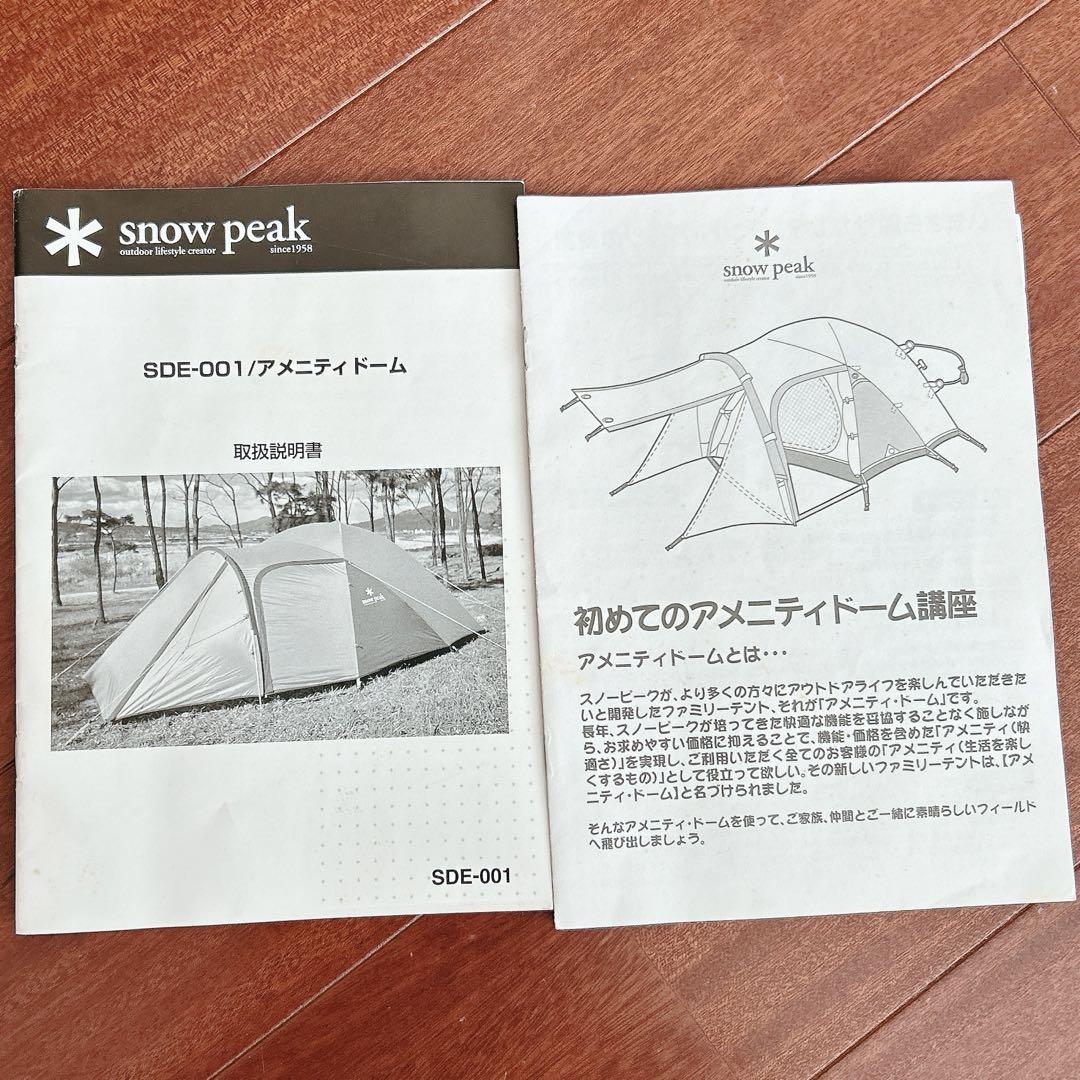 snow peak
outdoor lifestyle creator since1958
SDE-001/アメニティドーム
取扱説明書
snow peak
SDE-001
snow peak
outdoor lifestyle creator since1958
初めてのアメニティドーム講座
アメニティドームとは・・・
スノーピークが、より多くの方々にアウトドアライフを楽しんでいただきた
いと開発したファミリーテント、それが「アメニティ・ドーム」です。
長年、スノーピークが培ってきた快適な機能を妥協することなく施しなが
ら、お求めやすい価格に抑えることで、機能・価格を含めた「アメニティ（快
適さ）」を実現し、ご利用いただく全てのお客様の「アメニティ（生活を楽し
くするもの）」として役立って欲しい。その新しいファミリーテントは、【アメ
ニティ・ドーム】と名づけられました。
そんなアメニティ・ドームを使って、ご家族、仲間とご一緒に素晴らしいフィールド
へ飛び出しましょう。